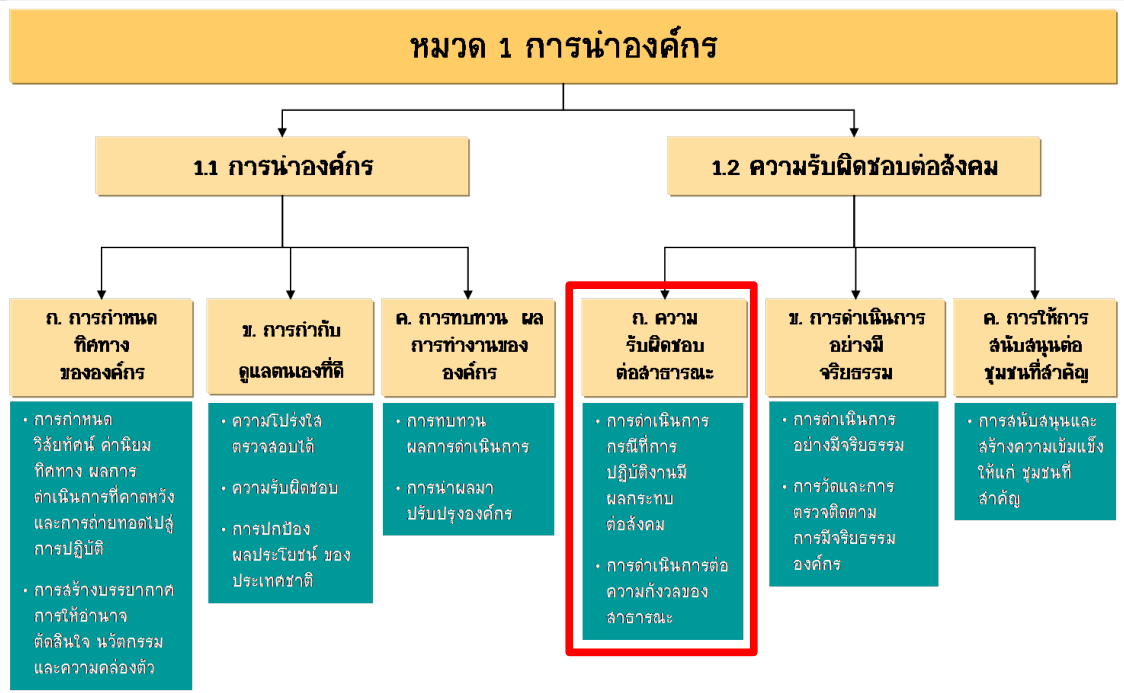 หมวด 1 การนำองค์กร
1.1 การนำองค์กร
1.2 ความรับผิดชอบต่อสังคม
ก. การกำหนด
ทิศทาง
ขององค์กร
ข. การกำกับ
ดูแลตนเองที่ดี
ค. การทบทวน ผล
การทำงานของ
องค์กร
ก. ความ
รับผิดชอบ
ต่อสาธารณะ
ข. การดำเนินการ
อย่างมี
จริยธรรม
ค. การให้การ
สนับสนุนต่อ
ชุมชนที่สำคัญ
• การกำหนด
วิสัยทัศน์ ค่านิยม
ทิศทาง ผลการ
ดำเนินการที่คาดหวัง
และการถ่ายทอดไปสู่
การปฏิบัติ
• การสร้างบรรยากาศ
การให้อำนาจ
ตัดสินใจ นวัตกรรม
และความคล่องตัว
• ความโปร่งใส
ตรวจสอบได้
• ความรับผิดชอบ
• การปกป้อง
ผลประโยชน์ ของ
ประเทศชาติ
• การทบทวน
ผลการดำเนินการ
• การนำผลมา
ปรับปรุงองค์กร
• การดำเนินการ
กรณีที่การ
ปฏิบัติงานมี
ผลกระทบ
ต่อสังคม
• การดำเนินการต่อ
ความกังวลของ
สาธารณะ
• การดำเนินการ
อย่างมีจริยธรรม
• การวัดและการ
ตรวจติดตาม
การมีจริยธรรม
องค์กร
• การสนับสนุนและ
สร้างความเข้มแข็ง
ให้แก่ ชุมชนที่
สำคัญ